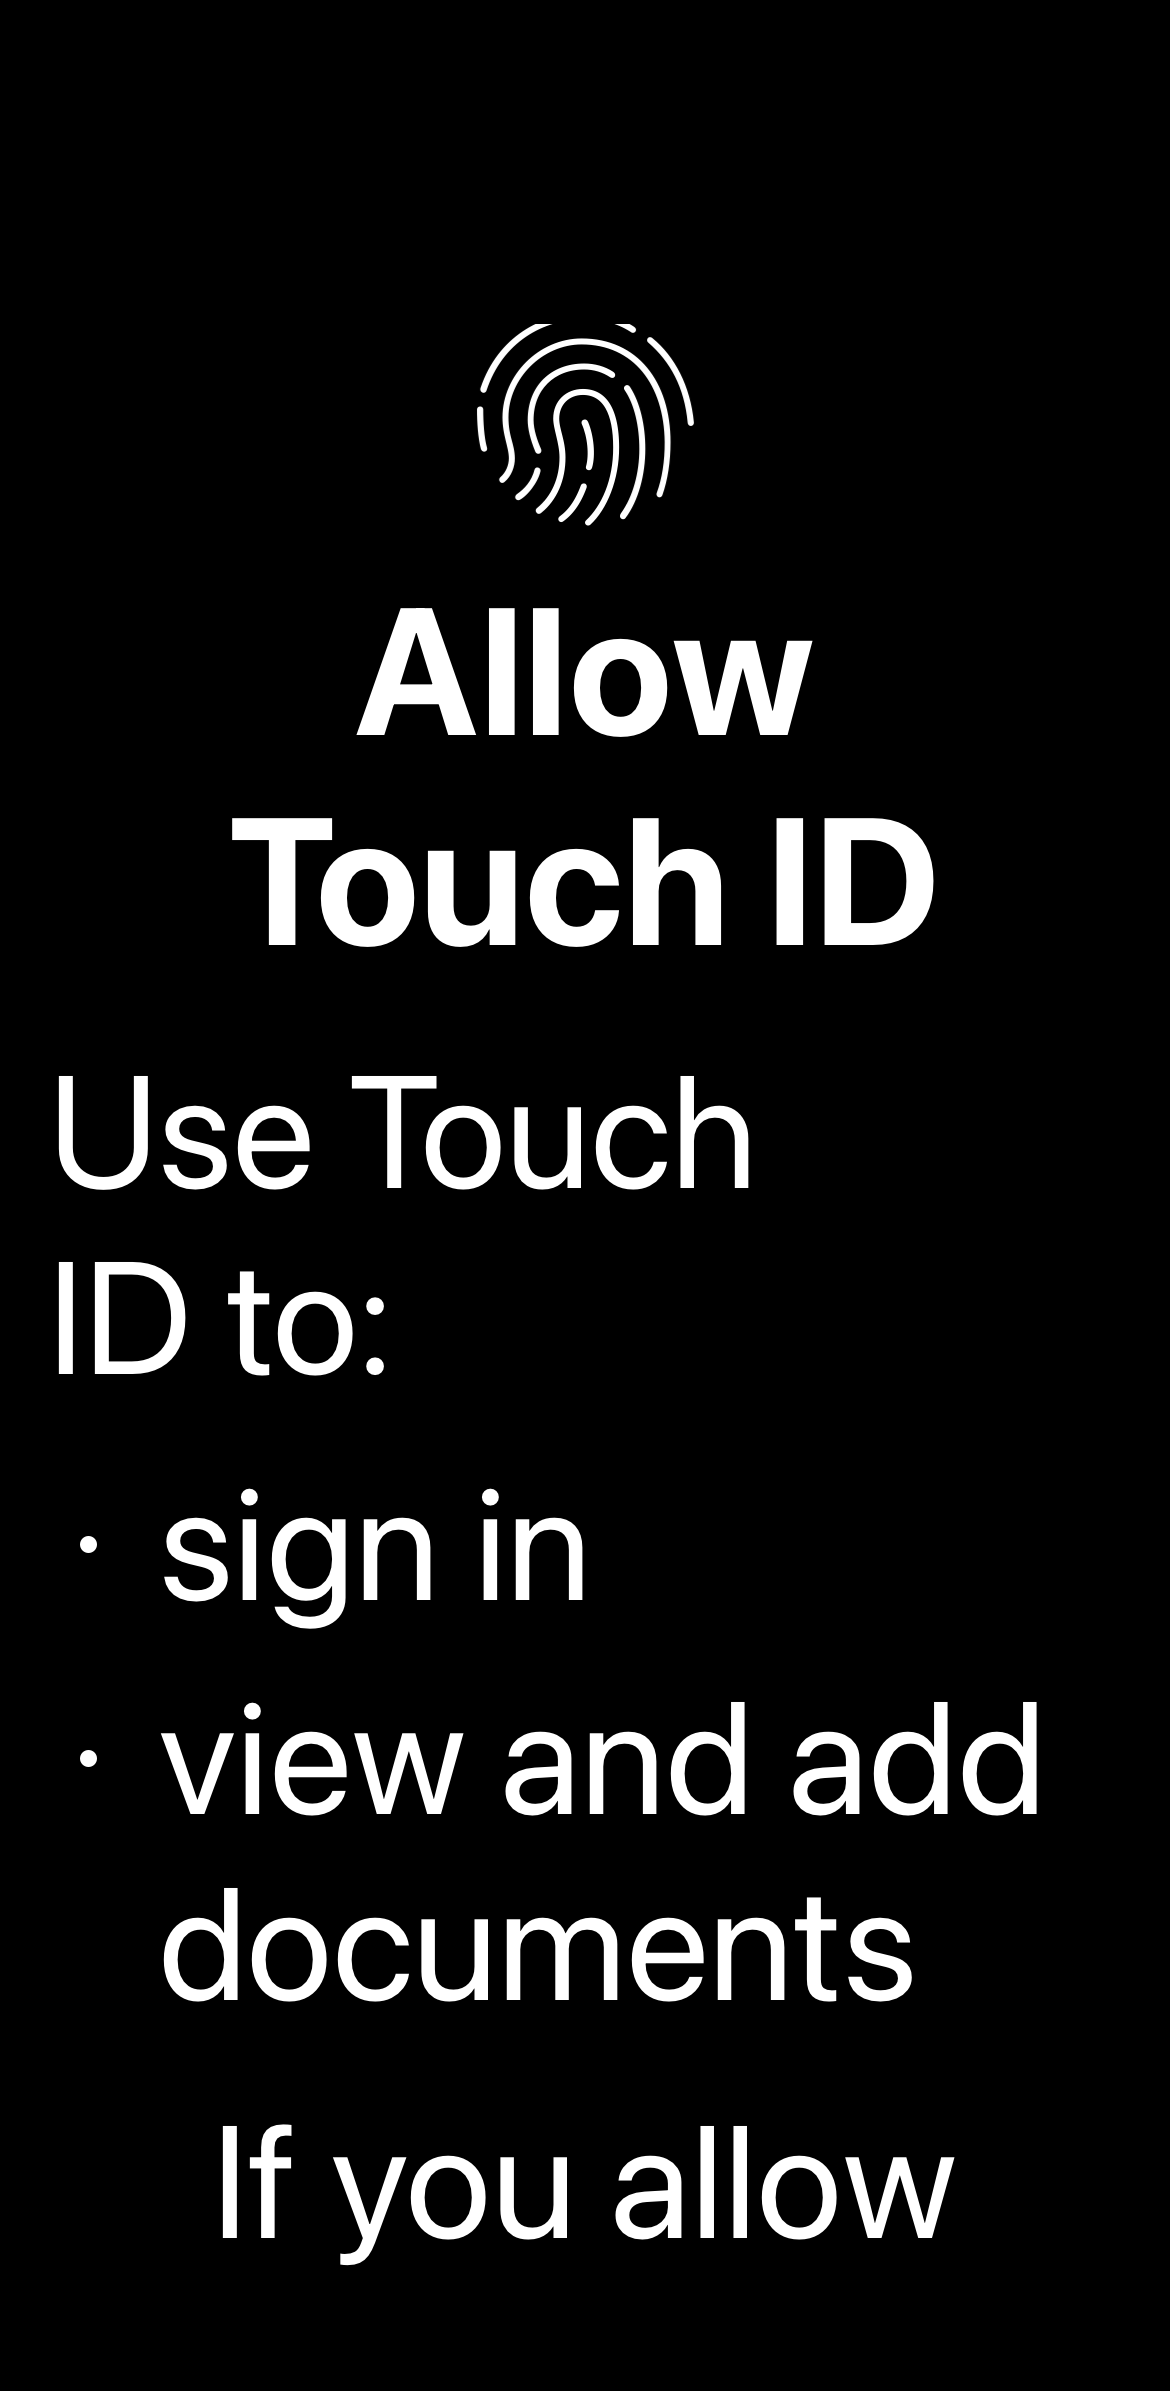 Allow
Touch ID
Use Touch
ID to:
· sign in
· view and add
documents
If you allow